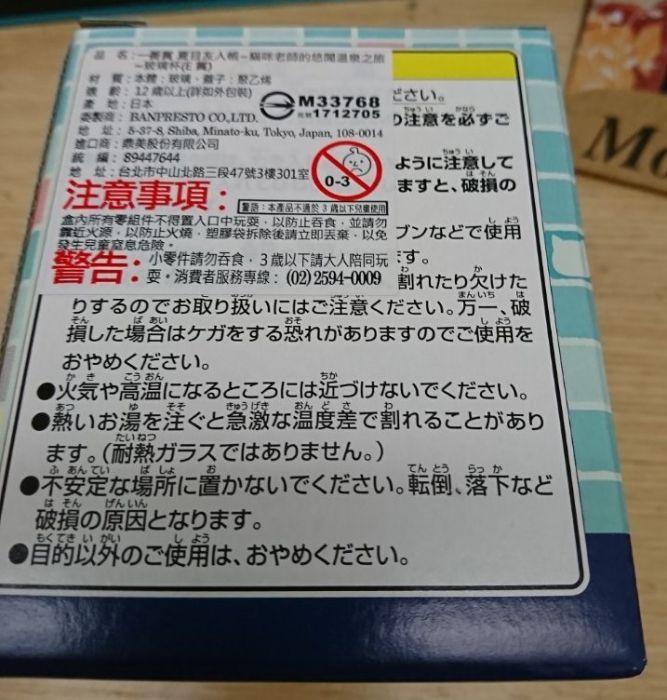 品 名：一番賞 夏目友人帳~貓咪老師的悠閒溫泉之旅
~玻璃杯(E賞)
材 質：本體：玻璃、蓋子：聚乙烯
適 齡：12歲以上(詳如外包裝)
產 地：日本
M33768
1712705
委製商：BANPRESTO CO.,LTD.
地 址：5-37-8, Shiba, Minato-ku, Tokyo, Japan, 108-0014
進口商：鼎美股份有限公司
統 編：89447644
地 址：台北市中山北路三段47號3樓301室
0-3
注意事項：
警語：本產品不適於3歲以下兒童使用
盒內所有零組件不得置入口中玩耍，以防止吞食，並請勿
靠近火源，以防止火燒，塑膠袋拆除後請立即丟棄，以免
發生兒童窒息危險。
警告：
小零件請勿吞食，3歲以下請大人陪同玩
耍。消費者服務專線：(02)2594-0009
ださい。
の注意を必ずご
ように注意して
ますと、破損の
ブンなどで使用
す。
割れたり欠けた
りするのでお取り扱いにはご注意ください。万一、破
損した場合はケガをする恐れがありますのでご使用を
おやめください。
●火気や高温になるところには近づけないでください。
●熱いお湯を注ぐと急激な温度差で割れることがあり
ます。(耐熱ガラスではありません。)
●不安定な場所に置かないでください。転倒、落下など
破損の原因となります。
●目的以外のご使用は、おやめください。